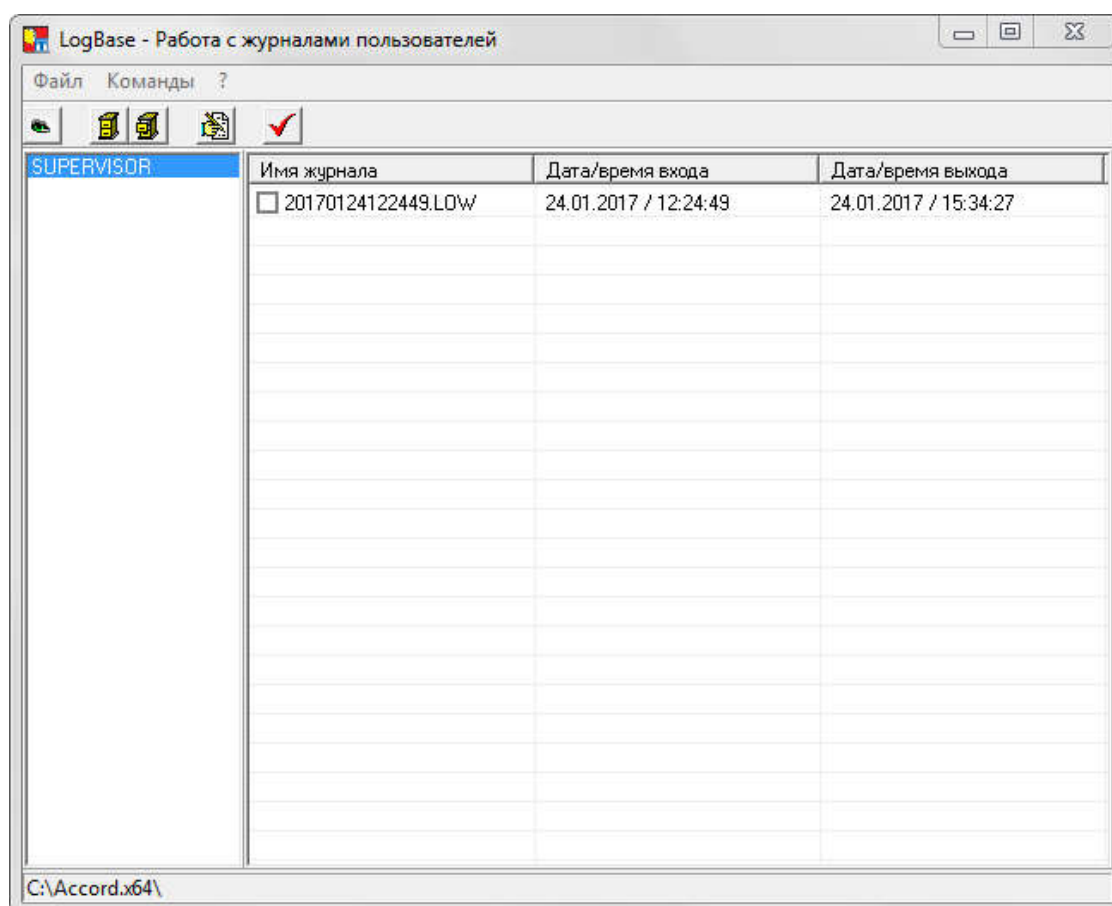 LogBase - Работа с журналами пользователей
Файл Команды ?
SUPERVISOR
Имя журнала Дата/время входа Дата/время выхода
20170124122449.LOW 24.01.2017 / 12:24:49 24.01.2017 / 15:34:27
C:\Accord.x64\